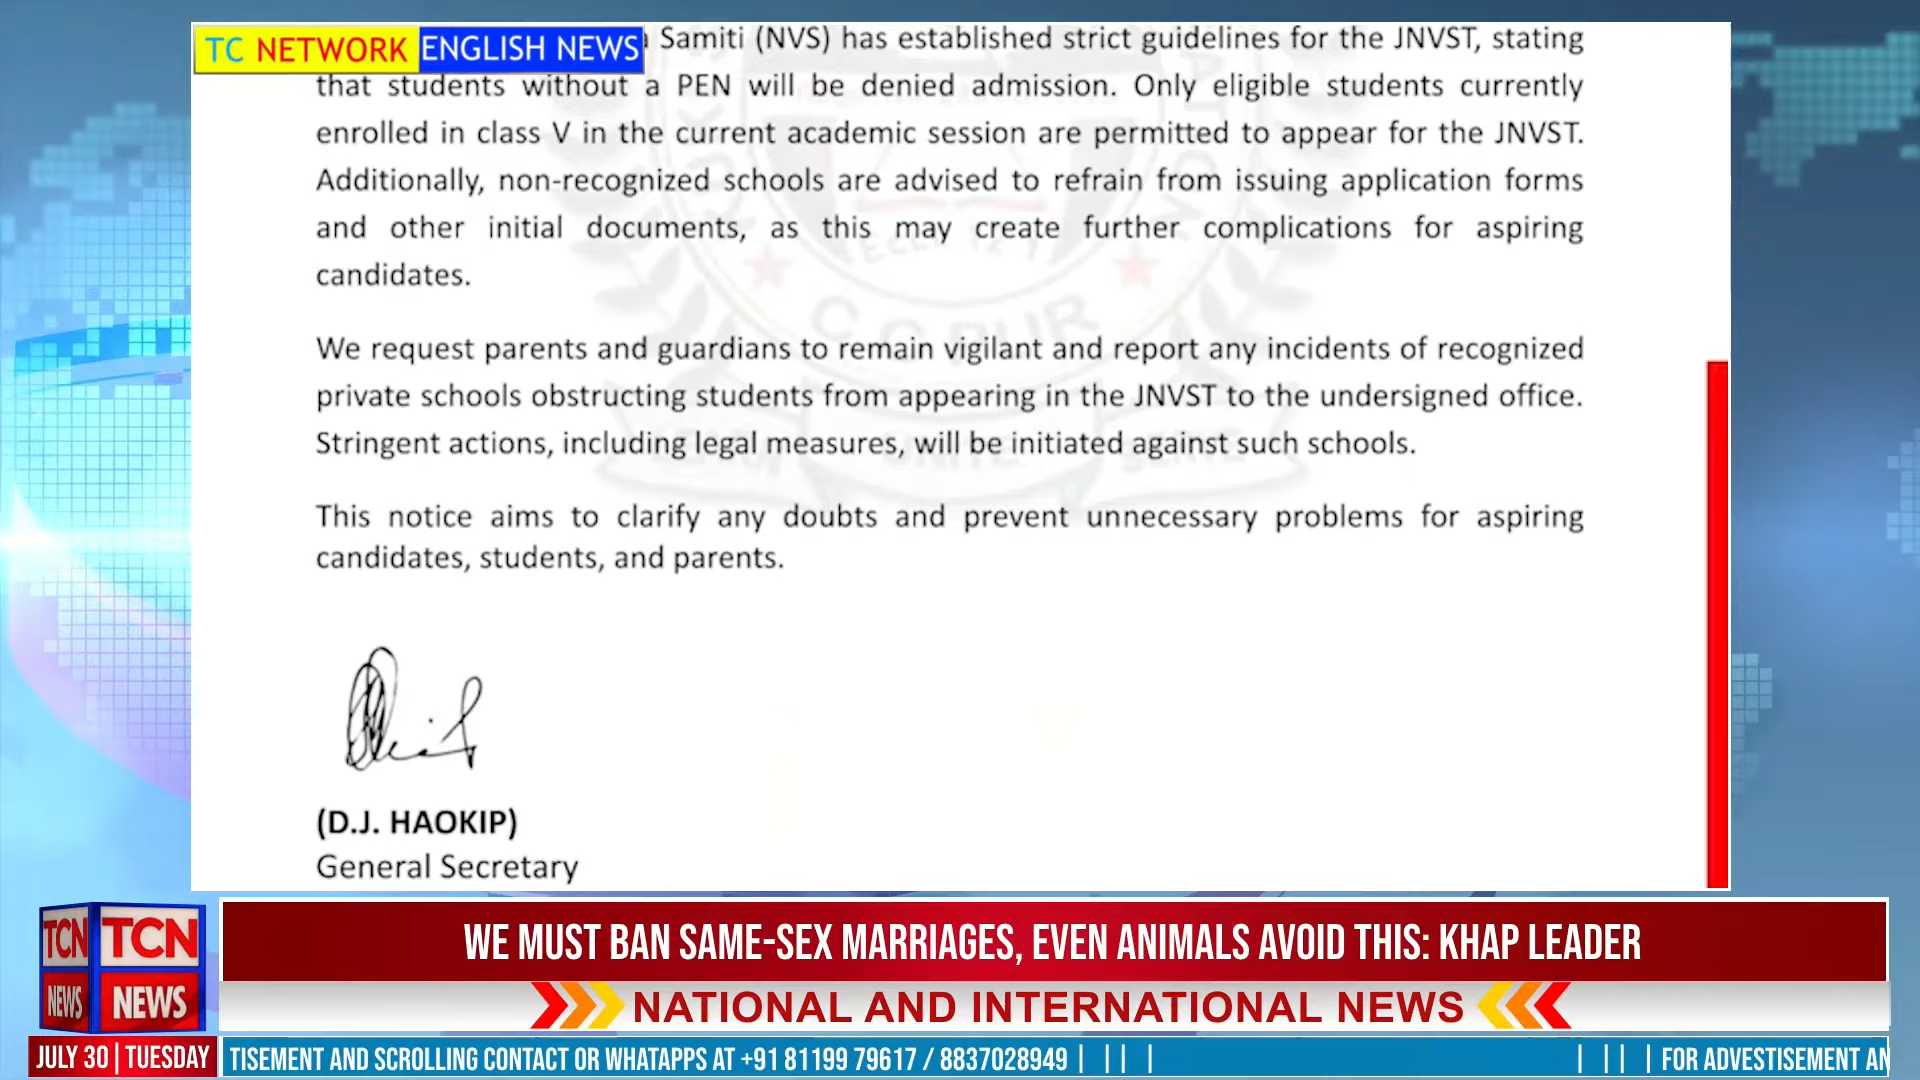 TC NETWORK ENGLISH NEWS
Samiti (NVS) has established strict guidelines for the JNVST, stating
that students without a PEN will be denied admission. Only eligible students currently
enrolled in class V in the current academic session are permitted to appear for the JNVST.
Additionally, non-recognized schools are advised to refrain from issuing application forms
and other initial documents, as this may create further complications for aspiring
candidates.
We request parents and guardians to remain vigilant and report any incidents of recognized
private schools obstructing students from appearing in the JNVST to the undersigned office.
Stringent actions, including legal measures, will be initiated against such schools.
This notice aims to clarify any doubts and prevent unnecessary problems for aspiring
candidates, students, and parents.
(D.J. HAOKIP)
General Secretary
C C PUR
TCN TCN
NEWS NEWS
WE MUST BAN SAME-SEX MARRIAGES, EVEN ANIMALS AVOID THIS: KHAP LEADER
NATIONAL AND INTERNATIONAL NEWS
JULY 30 | TUESDAY
TISEMENT AND SCROLLING CONTACT OR WHATAPPS AT +91 81199 79617 / 8837028949 | | | | | | | | FOR ADVESTISEMENT AN